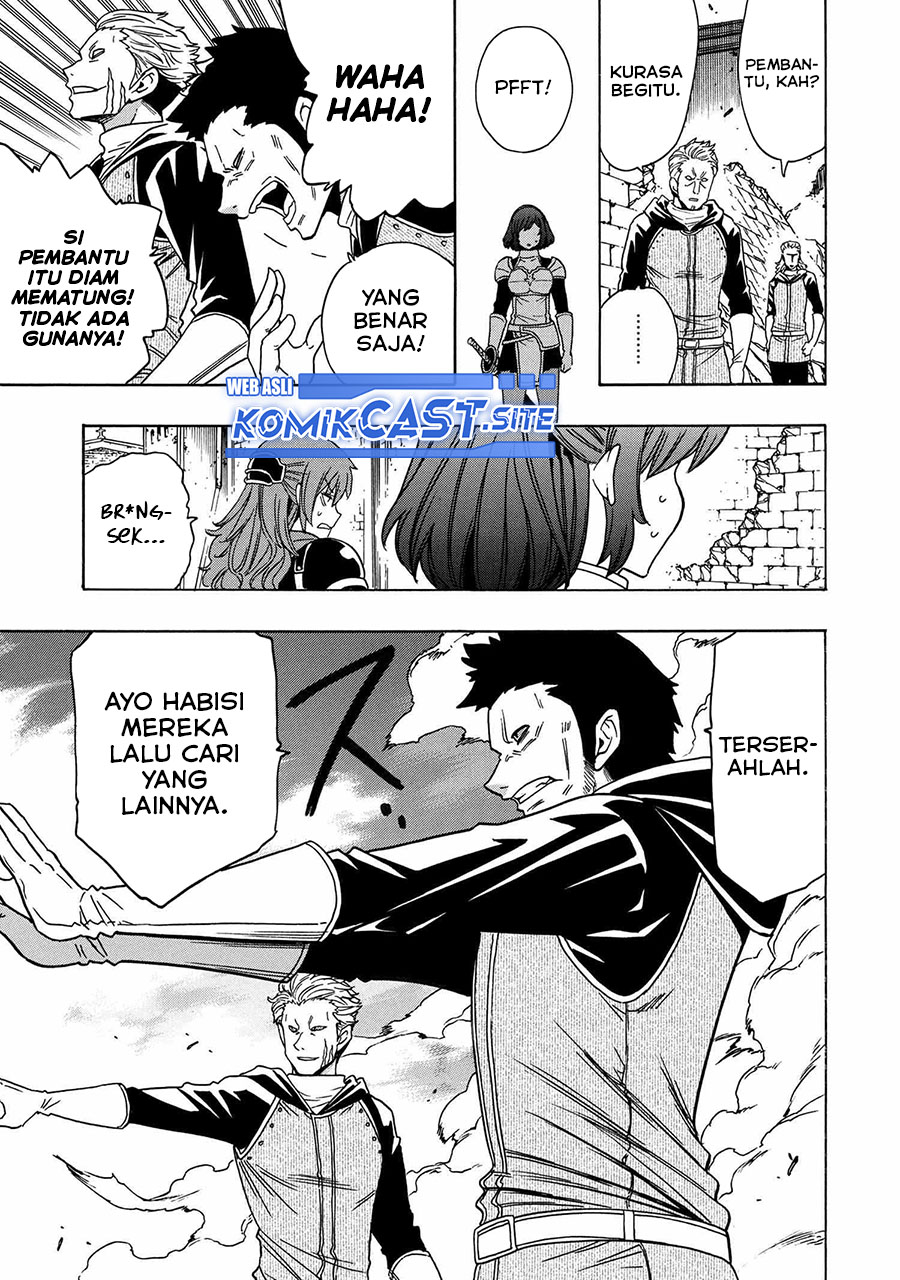 PEMBAN-
TU, KAH?
KURASA
BEGITU.
.........
PFFT!
WAHA
HAHA!
YANG
BENAR
SAJA!
SI
PEMBANTU
ITU DIAM
MEMATUNG!
TIDAK ADA
GUNANYA!
WEB ASLI
KOMIKCAST.SITE
BR*NG-
SEK...
TERSER-
AHLAH.
ス..
AYO HABISI
MEREKA
LALU CARI
YANG
LAINNYA.